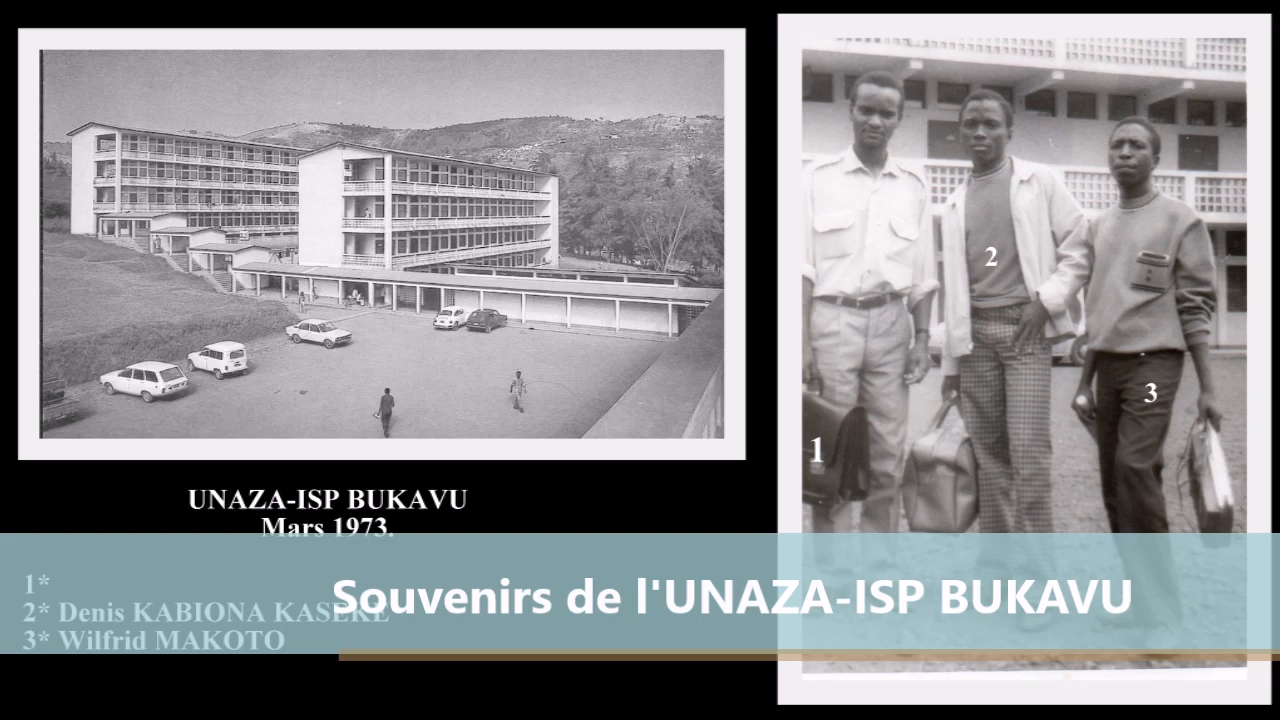 UNAZA-ISP BUKAVU
Mars 1973.
1*
2* Denis KABIONA KASEKE
3* Wilfrid MAKOTO
Souvenirs de l'UNAZA-ISP BUKAVU
1
2
3